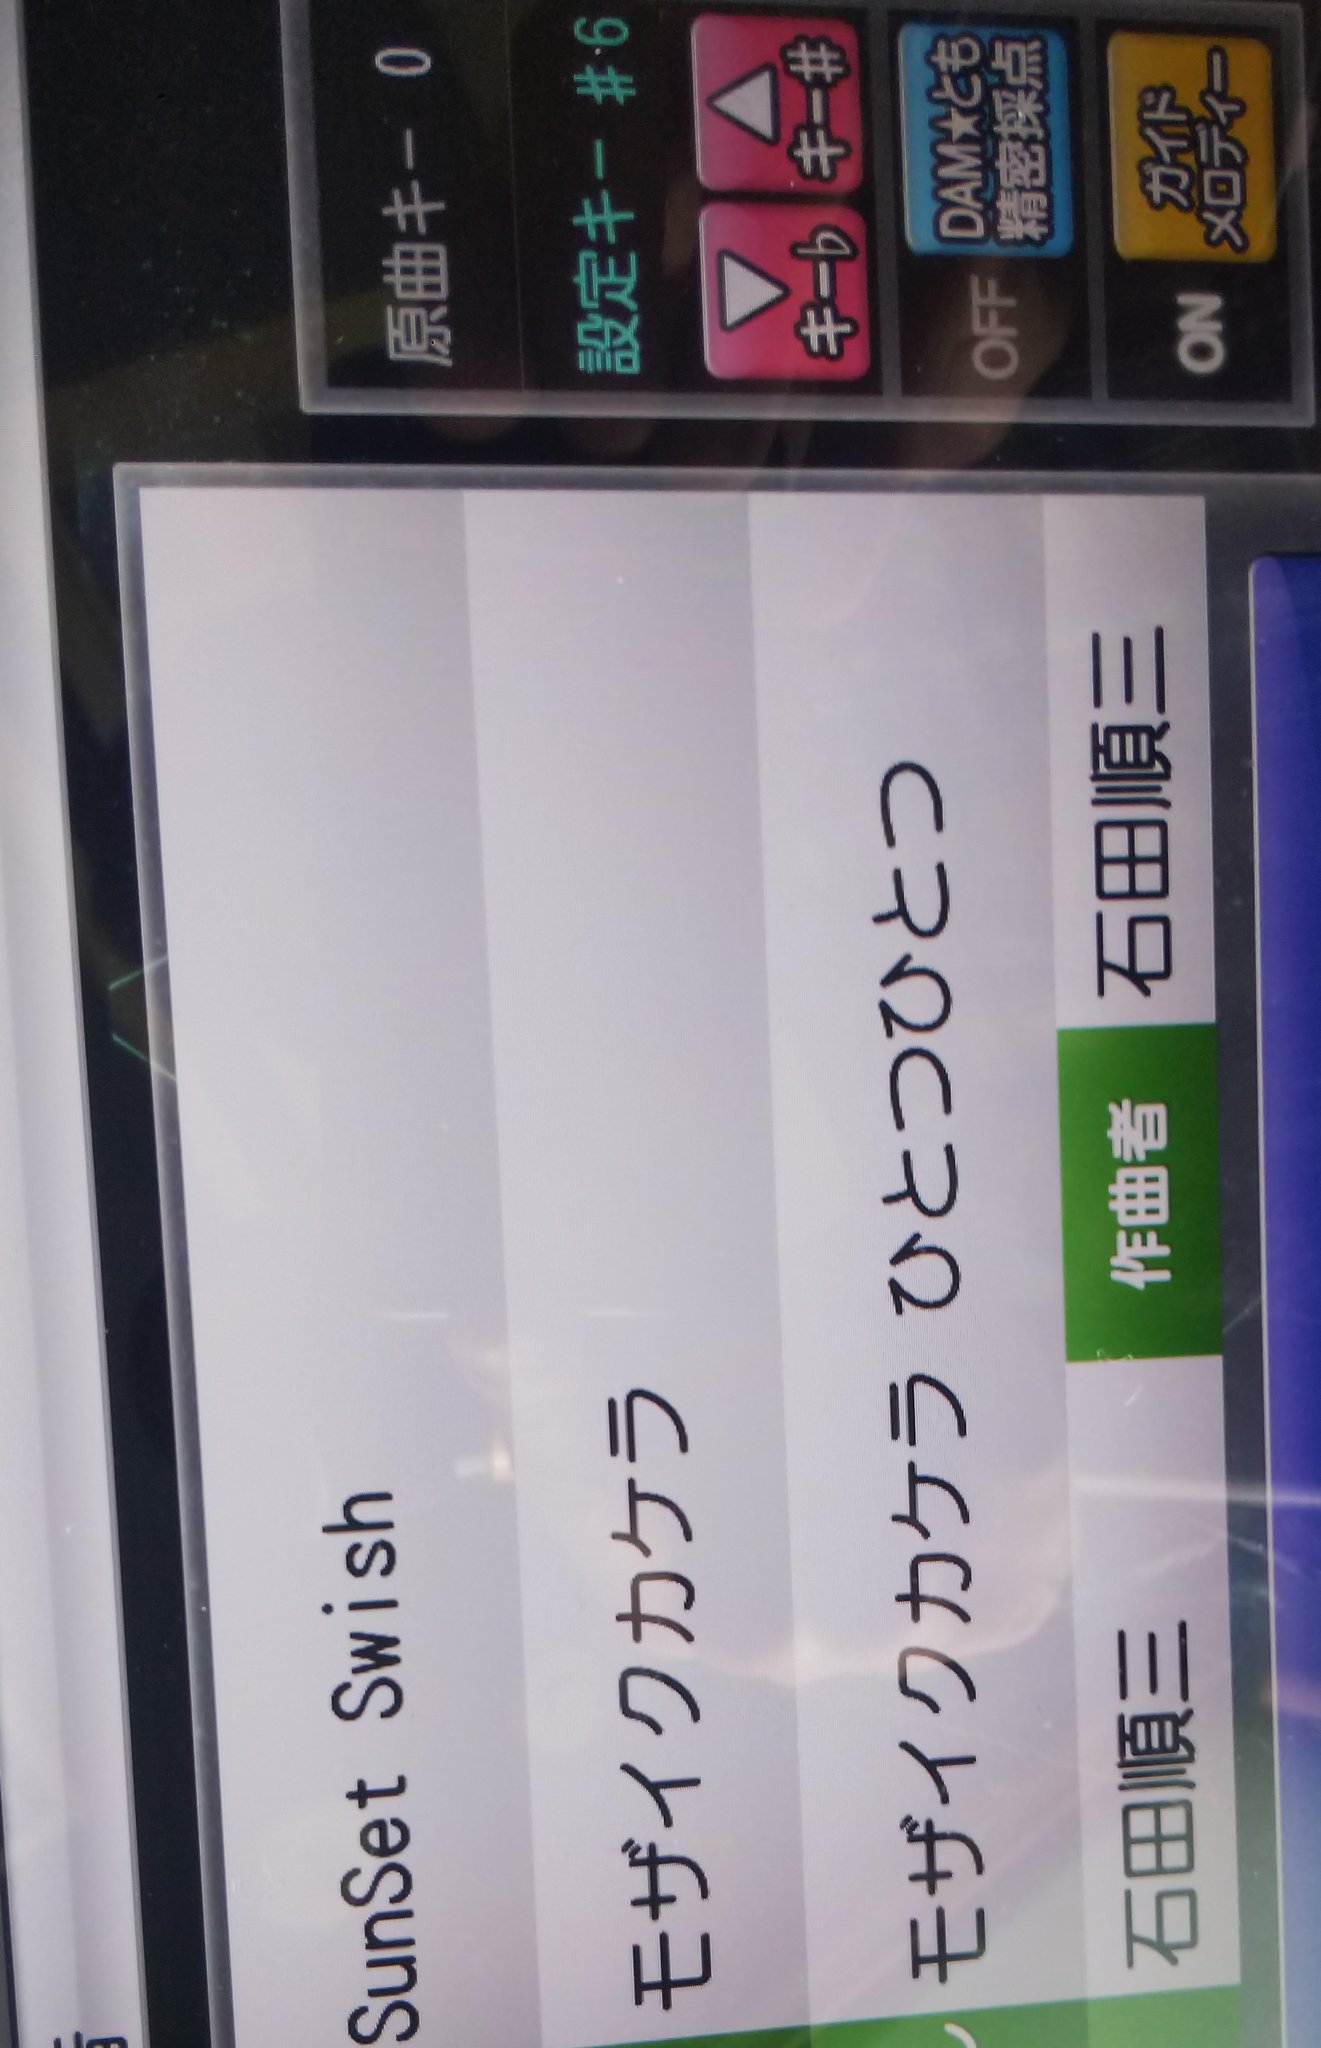 SunSet Swish
モザイクカケラ
モザイクカケラ ひとつひとつ
石田順三 作曲者 石田順三
原曲キー 0
設定キー #6
キー♭ キー#
OFF DAM★とも
精密採点
ON ガイド
メロディー